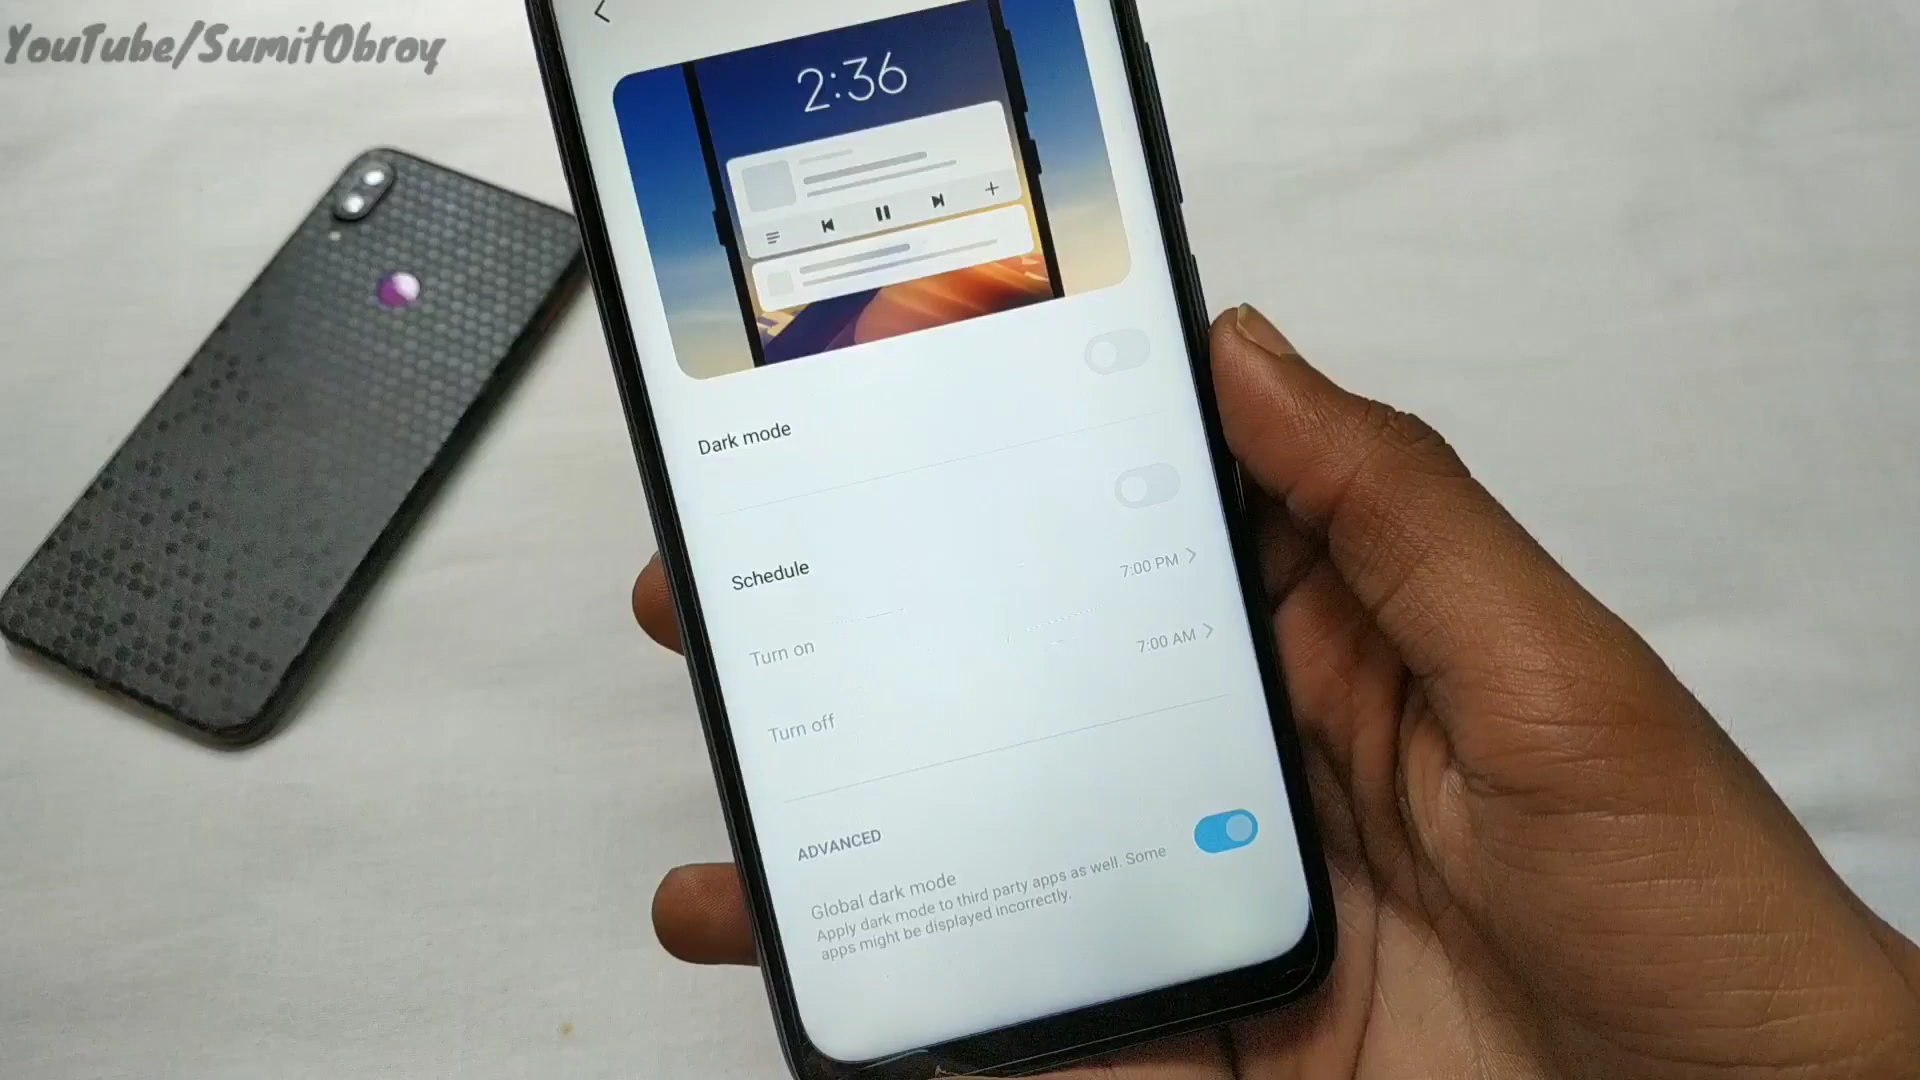 YouTube/SumitObroy
2:36
Dark mode
Schedule
Turn on
7:00 PM
Turn off
7:00 AM
ADVANCED
Global dark mode
Apply dark mode to third party apps as well. Some
apps might be displayed incorrectly.